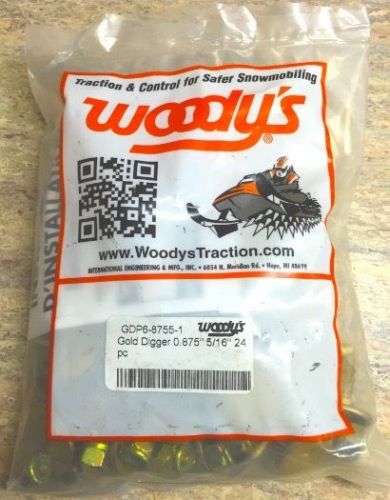 Traction & Control for Safer Snowmobiling
woody's®
www.WoodysTraction.com
INTERNATIONAL ENGINEERING & MFG., INC. • 6054 N. Meridian Rd. • Hope, MI 48628
GDP6-8755-1 woody's
Gold Digger 0.875" 5/16" 24
pc
D'INSTALLA